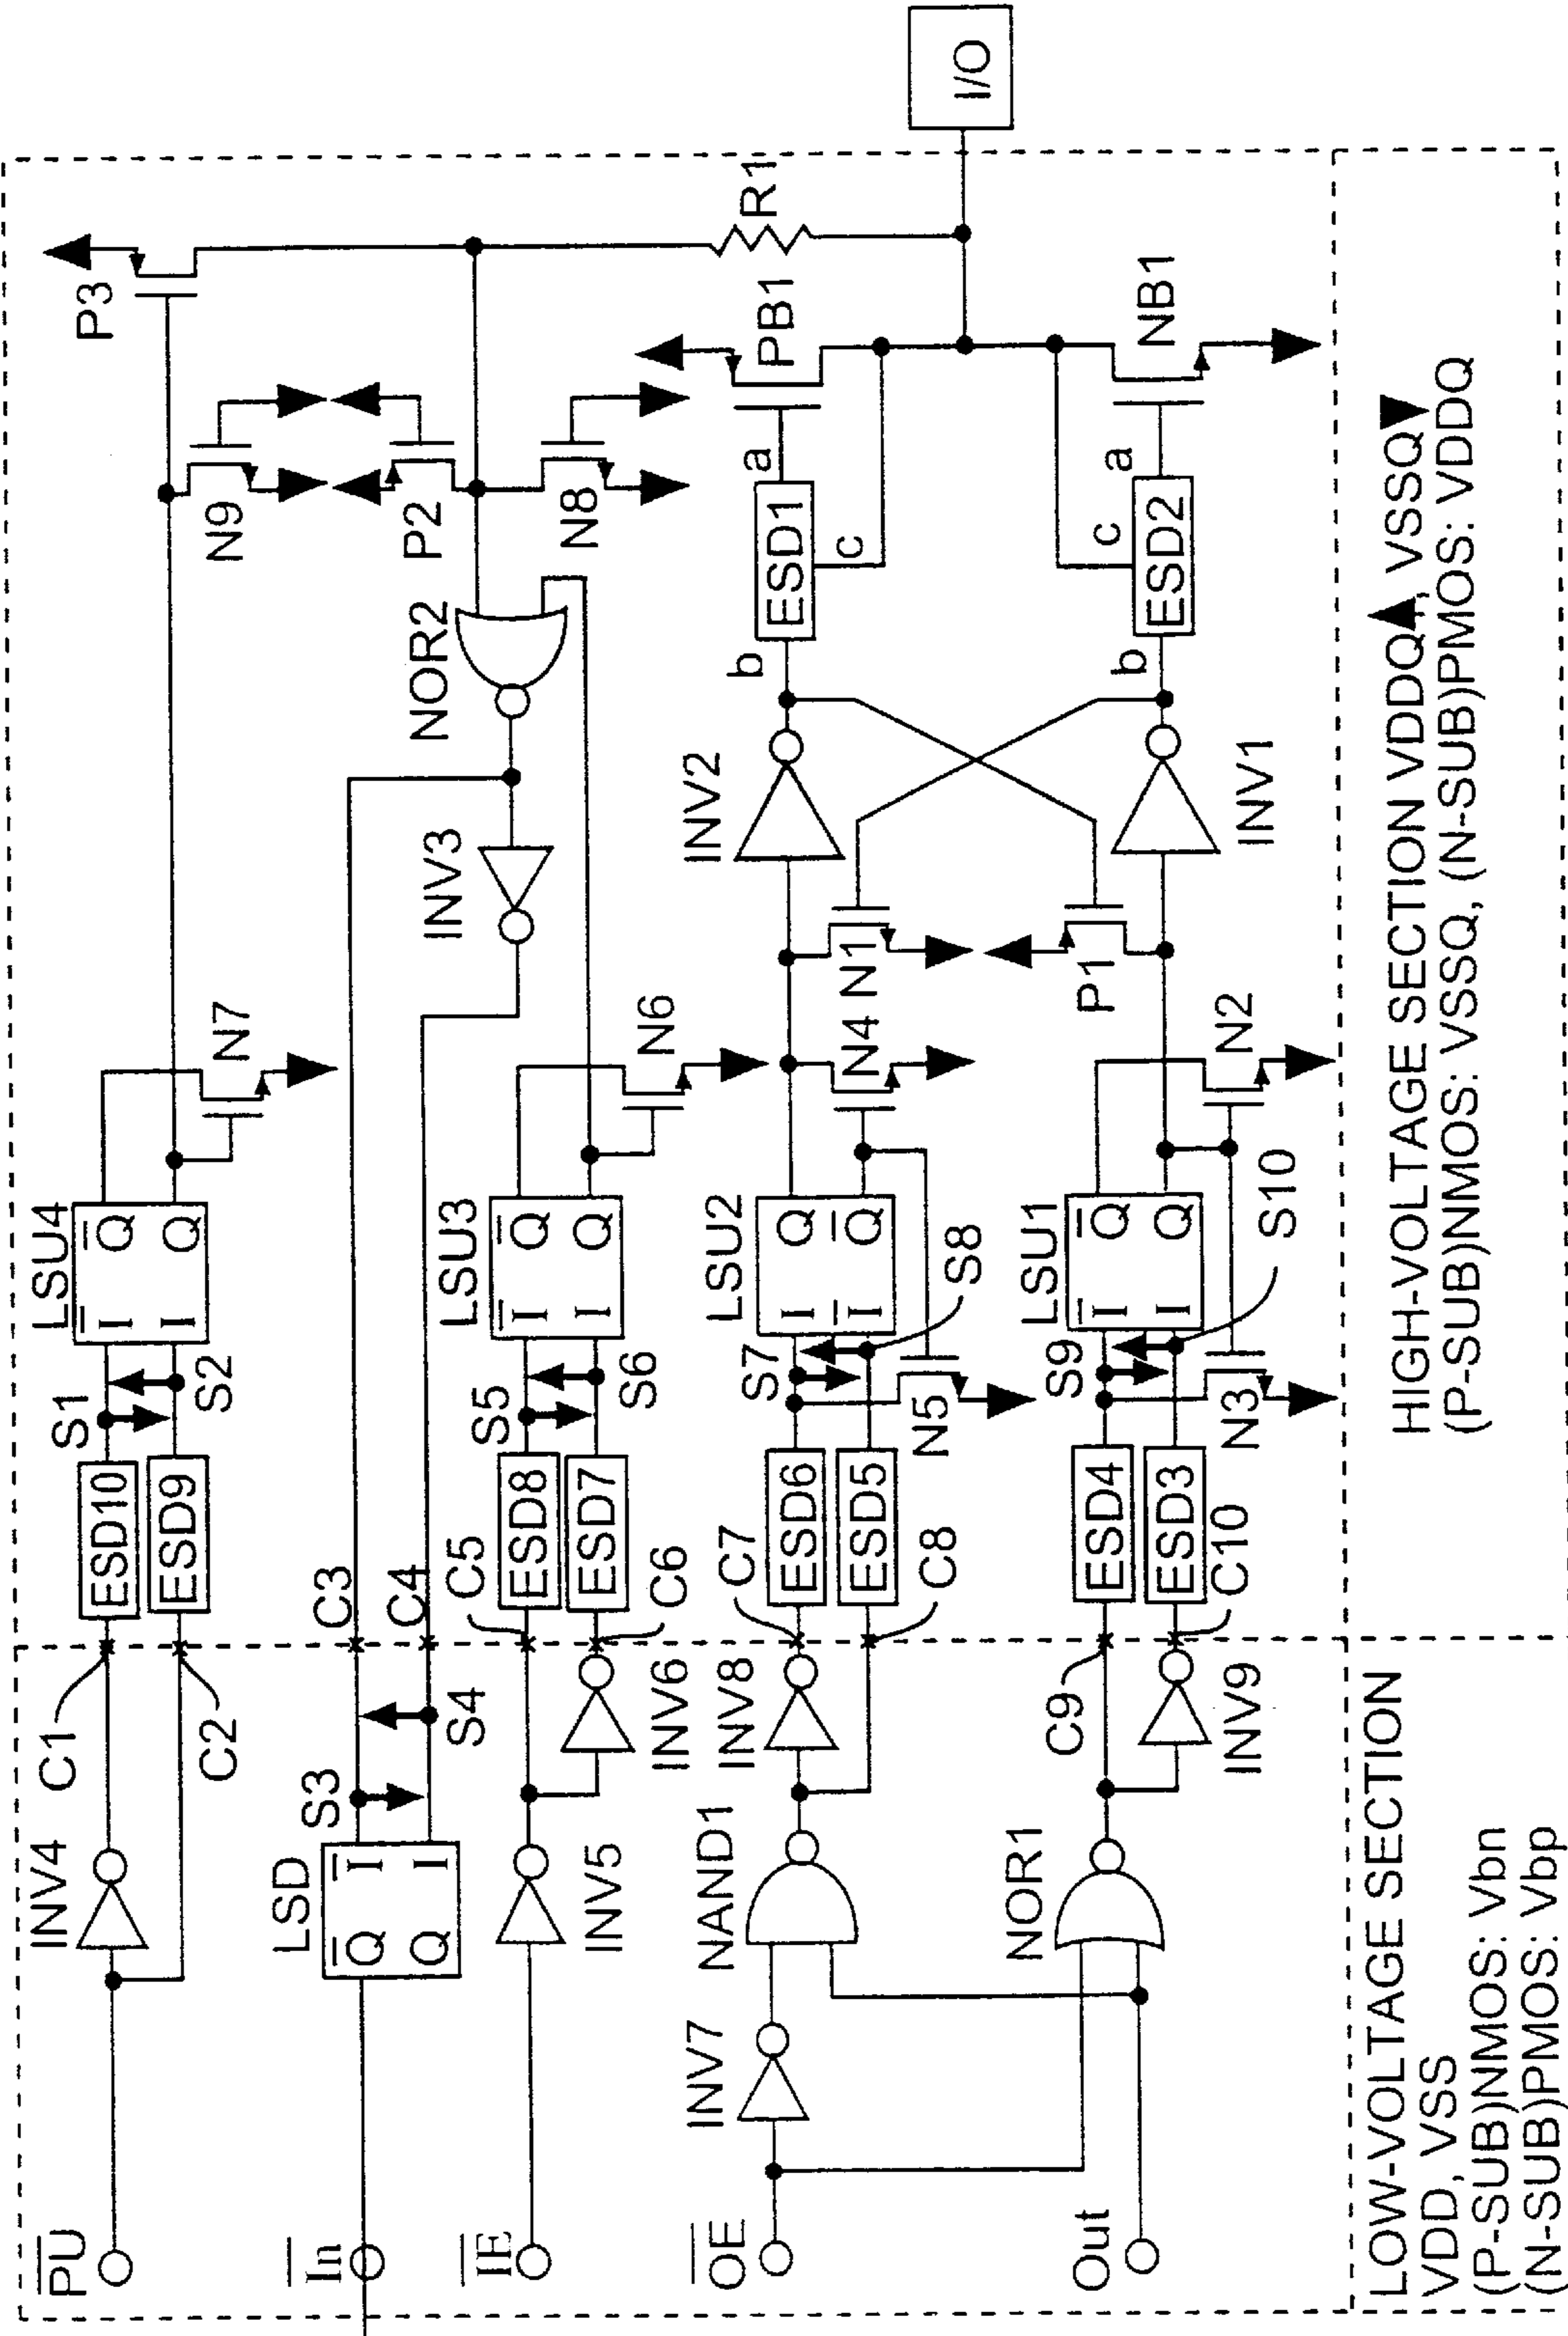 P3
R1
I/O
N9
P2
N8
PB1
NB1
a
ESD1
c
b
a
ESD2
c
b
NOR2
INV3
INV2
INV1
N7
N6
N4
N1
P1
N2
LSU4
I Q
I Q
LSU3
I Q
I Q
LSU2
I Q
I Q
LSU1
I Q
I Q
S1
S2
S5
S6
S7
S8
S9
S10
N5
N3
ESD10
ESD9
ESD8
ESD7
ESD6
ESD5
ESD4
ESD3
C1
C2
C3
C4
C5
C6
C7
C8
C9
C10
S3
S4
INV4
LSD
Q I
Q I
INV5
INV6
INV8
NAND1
INV7
NOR1
INV9
PU
In
IE
OE
Out
HIGH-VOLTAGE SECTION VDDQ, VSSQ
(P-SUB)NMOS: VSSQ, (N-SUB)PMOS: VDDQ
LOW-VOLTAGE SECTION
VDD, VSS
(P-SUB)NMOS: Vbn
(N-SUB)PMOS: Vbp